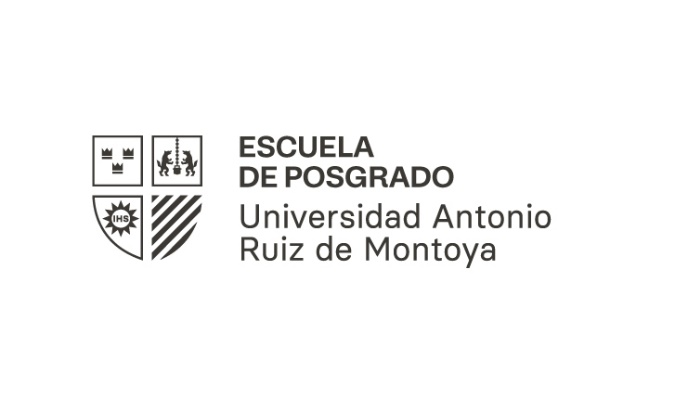 ESCUELA
DE POSGRADO
Universidad Antonio
Ruiz de Montoya
IHS